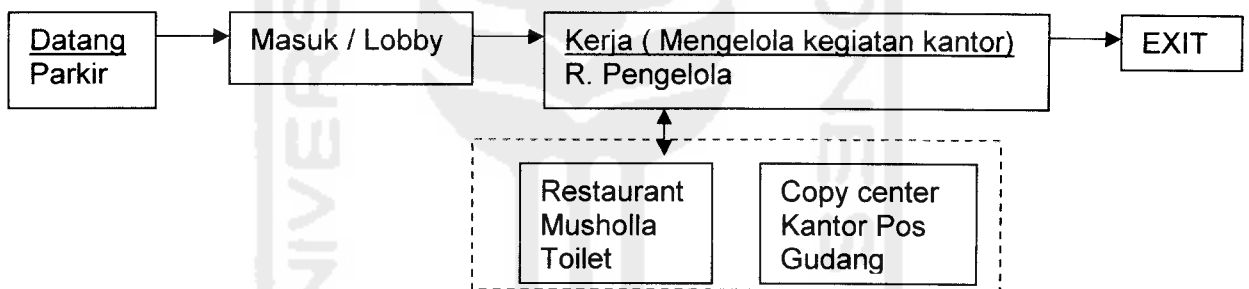 Datang
Parkir
Masuk / Lobby
Kerja ( Mengelola kegiatan kantor)
R. Pengelola
EXIT
Restaurant
Musholla
Toilet
Copy center
Kantor Pos
Gudang